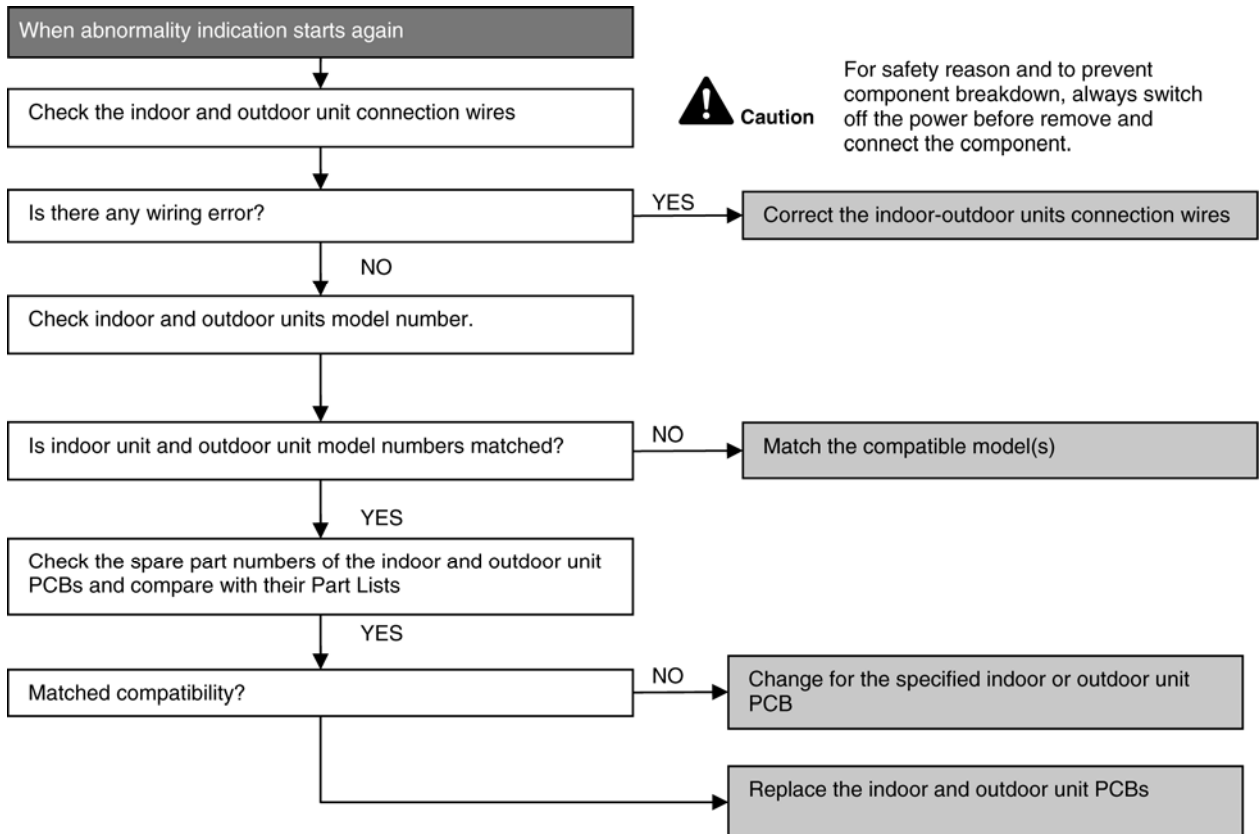 When abnormality indication starts again
Caution
For safety reason and to prevent
component breakdown, always switch
off the power before remove and
connect the component.
Check the indoor and outdoor unit connection wires
Is there any wiring error?
YES
Correct the indoor-outdoor units connection wires
NO
Check indoor and outdoor units model number.
Is indoor unit and outdoor unit model numbers matched?
NO
Match the compatible model(s)
YES
Check the spare part numbers of the indoor and outdoor unit
PCBs and compare with their Part Lists
YES
Matched compatibility?
NO
Change for the specified indoor or outdoor unit
PCB
Replace the indoor and outdoor unit PCBs